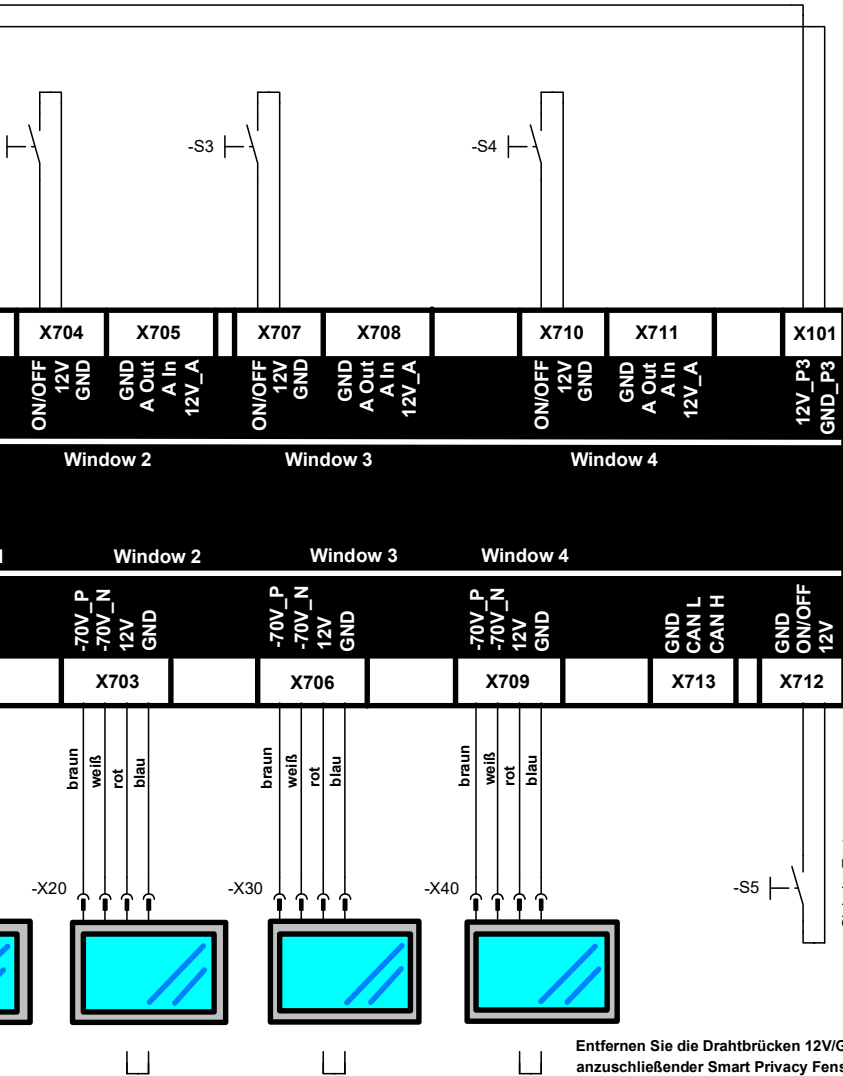 -S3
-S4
X704
X705
X707
X708
X710
X711
X101
ON/OFF
12V
GND
GND
A Out
A In
12V_A
ON/OFF
12V
GND
GND
A Out
A In
12V_A
ON/OFF
12V
GND
GND
A Out
A In
12V_A
12V_P3
GND_P3
Window 2
Window 3
Window 4
Window 2
Window 3
Window 4
-70V_P
-70V_N
12V
GND
-70V_P
-70V_N
12V
GND
-70V_P
-70V_N
12V
GND
GND
CAN L
CAN H
GND
ON/OFF
12V
X703
X706
X709
X713
X712
braun
weiß
rot
blau
braun
weiß
rot
blau
braun
weiß
rot
blau
-X20
-X30
-X40
-S5
Entfernen Sie die Drahtbrücken 12V/G
anzuschließender Smart Privacy Fens